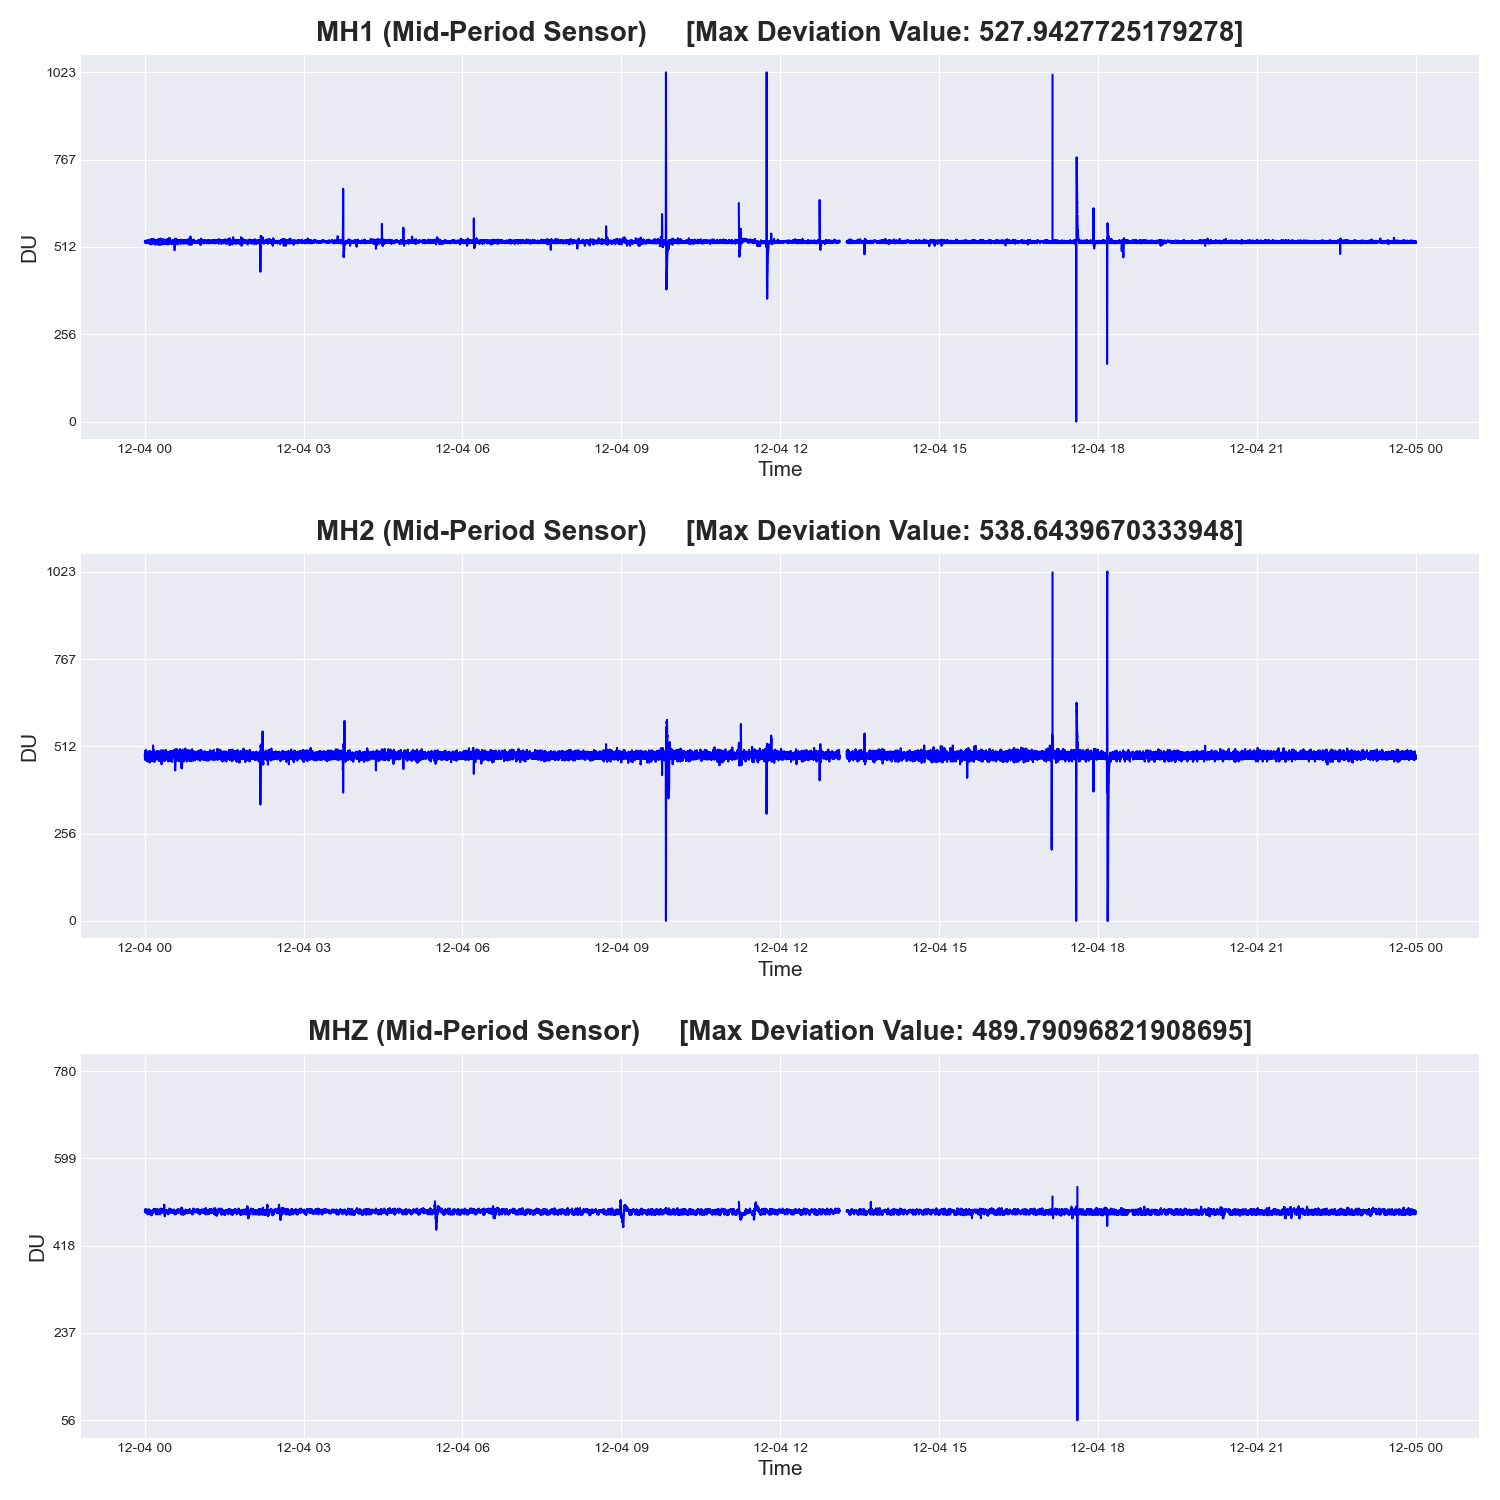 MH1 (Mid-Period Sensor) [Max Deviation Value: 527.9427725179278]
1023
767
512
256
0
DU
12-04 00 12-04 03 12-04 06 12-04 09 12-04 12 12-04 15 12-04 18 12-04 21 12-05 00
Time
MH2 (Mid-Period Sensor) [Max Deviation Value: 538.6439670333948]
1023
767
512
256
0
DU
12-04 00 12-04 03 12-04 06 12-04 09 12-04 12 12-04 15 12-04 18 12-04 21 12-05 00
Time
MHZ (Mid-Period Sensor) [Max Deviation Value: 489.79096821908695]
780
599
418
237
56
DU
12-04 00 12-04 03 12-04 06 12-04 09 12-04 12 12-04 15 12-04 18 12-04 21 12-05 00
Time